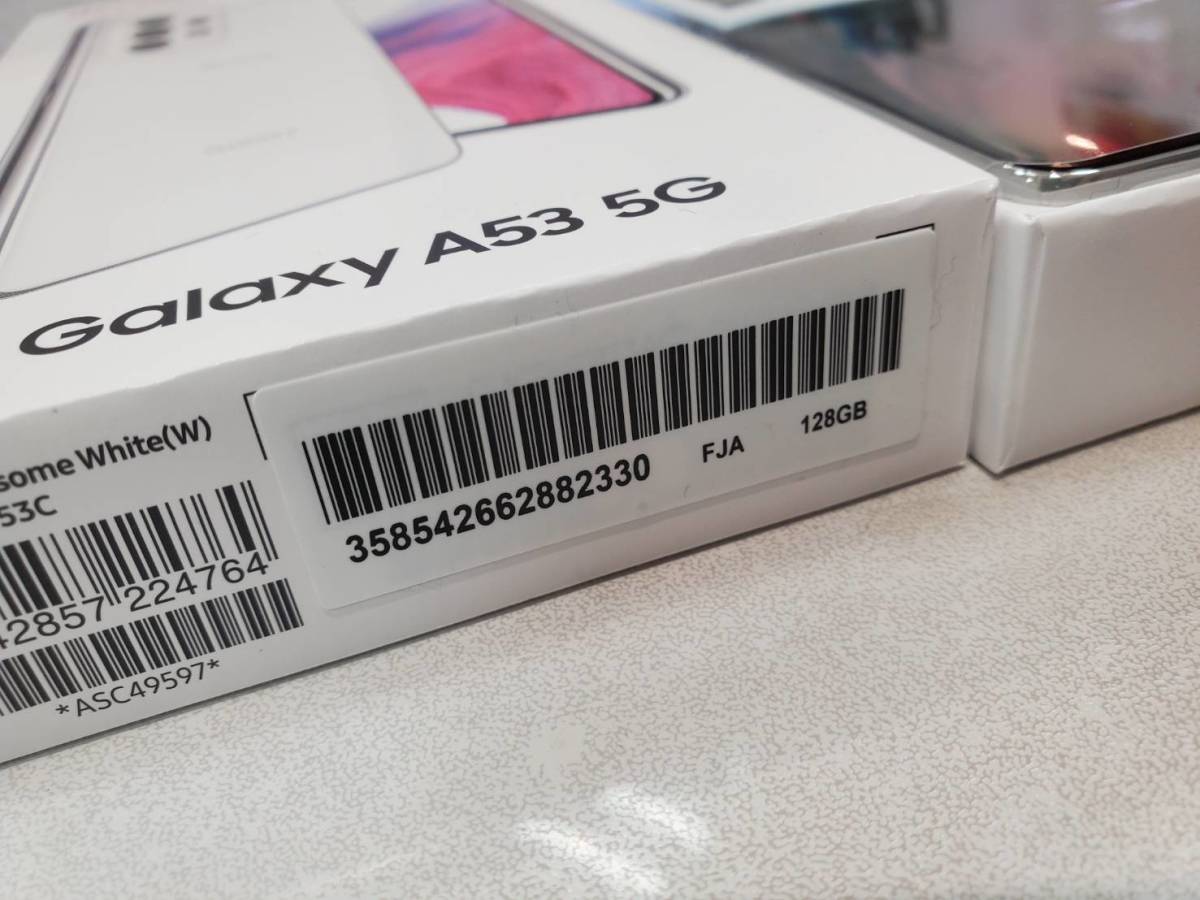 Galaxy A53 5G
some White(W)
53C
42857 224764
*ASC49597*
358542662882330 FJA 128GB